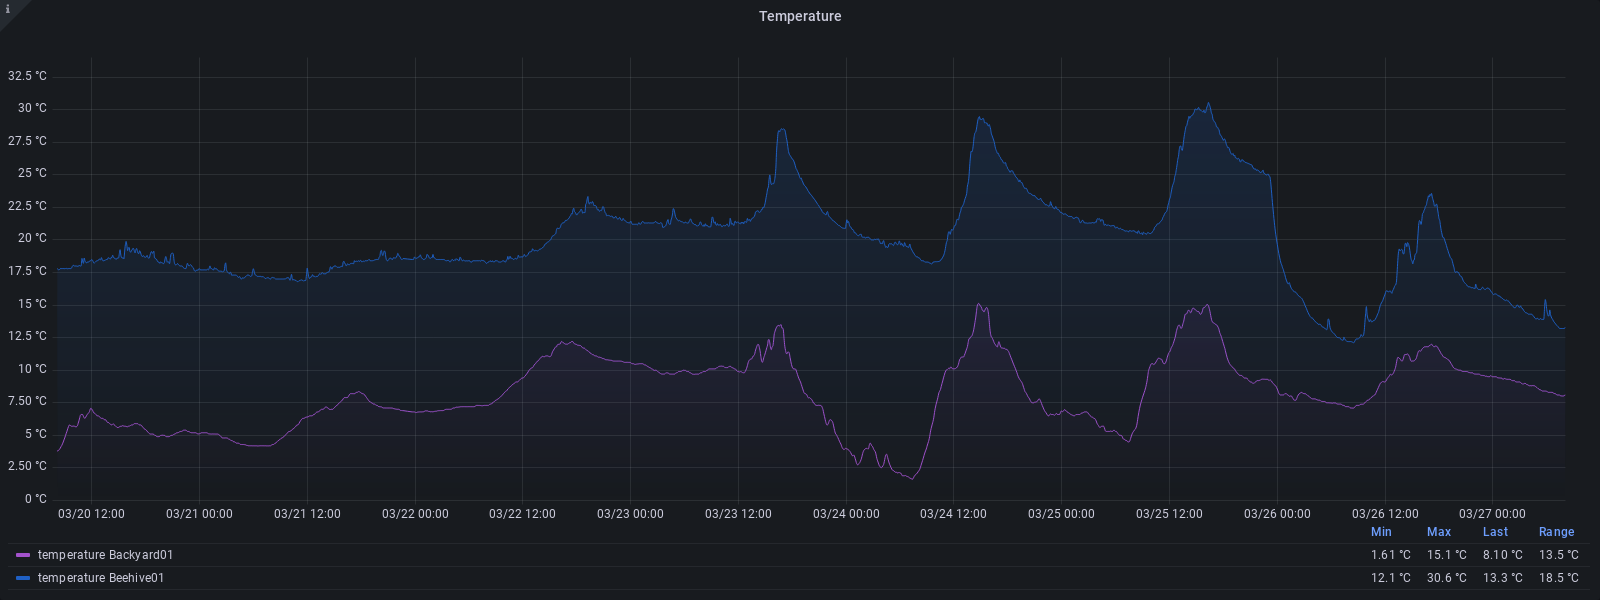 i
Temperature
32.5 °C
30 °C
27.5 °C
25 °C
22.5 °C
20 °C
17.5 °C
15 °C
12.5 °C
10 °C
7.50 °C
5 °C
2.50 °C
0 °C
03/20 12:00 03/21 00:00 03/21 12:00 03/22 00:00 03/22 12:00 03/23 00:00 03/23 12:00 03/24 00:00 03/24 12:00 03/25 00:00 03/25 12:00 03/26 00:00 03/26 12:00 03/27 00:00
Min Max Last Range
temperature Backyard01 1.61 °C 15.1 °C 8.10 °C 13.5 °C
temperature Beehive01 12.1 °C 30.6 °C 13.3 °C 18.5 °C